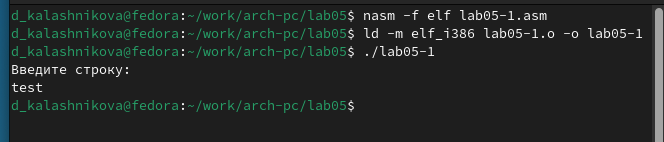 d_kalashnikova@fedora:~/work/arch-pc/lab05$ nasm -f elf lab05-1.asm
d_kalashnikova@fedora:~/work/arch-pc/lab05$ ld -m elf_i386 lab05-1.o -o lab05-1
d_kalashnikova@fedora:~/work/arch-pc/lab05$ ./lab05-1
Введите строку:
test
d_kalashnikova@fedora:~/work/arch-pc/lab05$